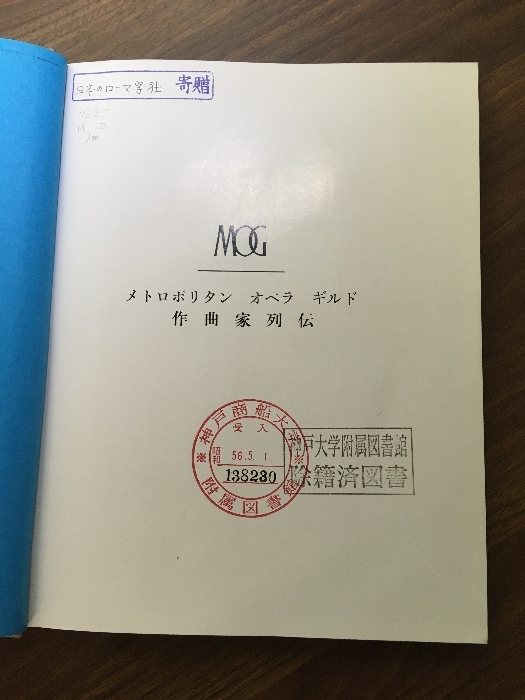 日本のローマ字社 寄贈
MOG
メトロポリタン オペラ ギルド
作曲家列伝
神戸商船大学
受入
昭和 56.5.1
138230
附属図書館
神戸大学附属図書館
除籍済図書